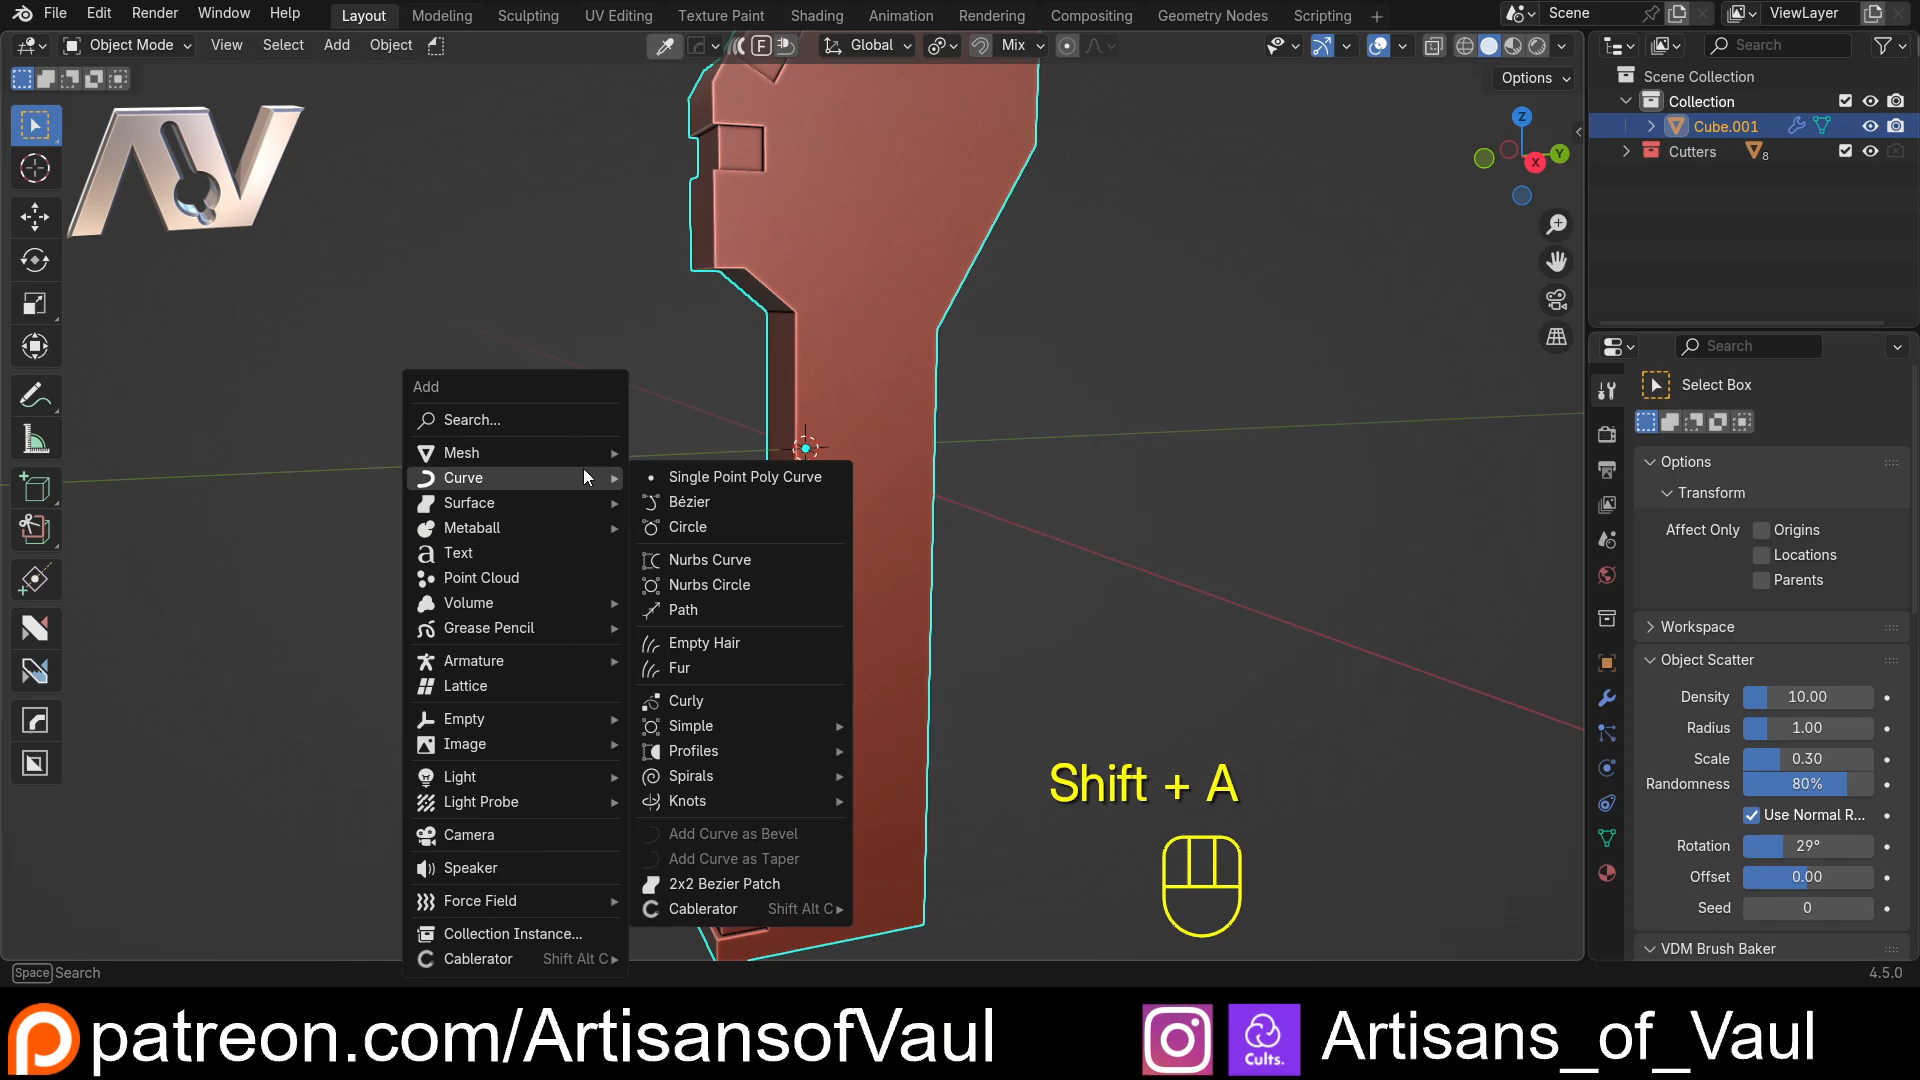 File Edit Render Window Help
Layout Modeling Sculpting UV Editing Texture Paint Shading Animation Rendering Compositing Geometry Nodes Scripting +
Scene
ViewLayer
Object Mode View Select Add Object
F
Global
Mix
Options
AV
Z
Y
X
Search
Scene Collection
Collection
Cube.001
Cutters 8
Search
Select Box
Options
Transform
Affect Only Origins
Locations
Parents
Workspace
Object Scatter
Density 10.00
Radius 1.00
Scale 0.30
Randomness 80%
Use Normal R...
Rotation 29°
Offset 0.00
Seed 0
VDM Brush Baker
Add
Search...
Mesh
Curve
Surface
Metaball
Text
Point Cloud
Volume
Grease Pencil
Armature
Lattice
Empty
Image
Light
Light Probe
Camera
Speaker
Force Field
Collection Instance...
Cablerator Shift Alt C
Single Point Poly Curve
Bézier
Circle
Nurbs Curve
Nurbs Circle
Path
Empty Hair
Fur
Curly
Simple
Profiles
Spirals
Knots
Add Curve as Bevel
Add Curve as Taper
2x2 Bezier Patch
Cablerator Shift Alt C
Shift + A
Space Search
4.5.0
patreon.com/ArtisansofVaul
Cults.
Artisans_of_Vaul